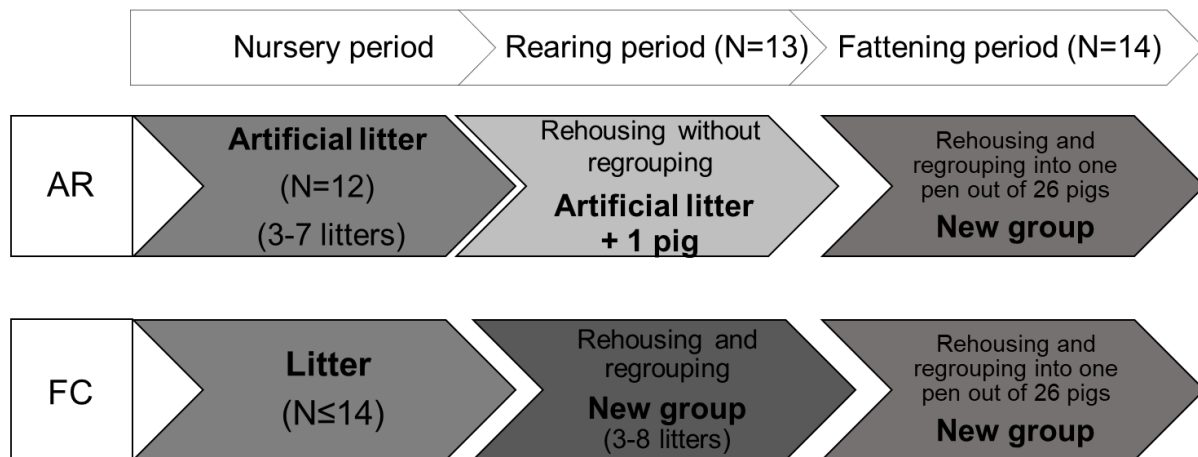 Nursery period
Rearing period (N=13)
Fattening period (N=14)
AR
Artificial litter
(N=12)
(3-7 litters)
Rehousing without
regrouping
Artificial litter
+ 1 pig
Rehousing and
regrouping into one
pen out of 26 pigs
New group
FC
Litter
(N≤14)
Rehousing and
regrouping
New group
(3-8 litters)
Rehousing and
regrouping into one
pen out of 26 pigs
New group